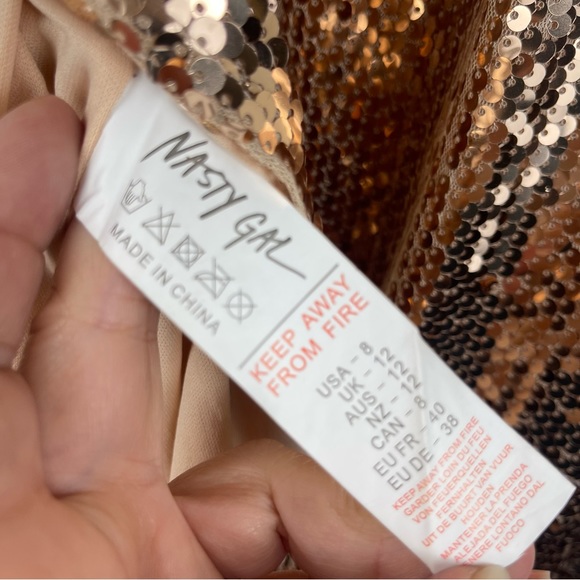 NASTY GAL
MADE IN CHINA
KEEP AWAY
FROM FIRE
USA - 8
UK - 12
AUS - 12
NZ - 12
CAN - 8
EU FR - 40
EU DE - 38
KEEP AWAY FROM FIRE
GARDER LOIN DU FEU
VON FEUERQUELLEN
FERNHALTEN
UIT DE BUURT VAN VUUR
HOUDEN
MANTENER LA PRENDA
ALEJADA DEL FUEGO
LONTANO DAL
FUOCO